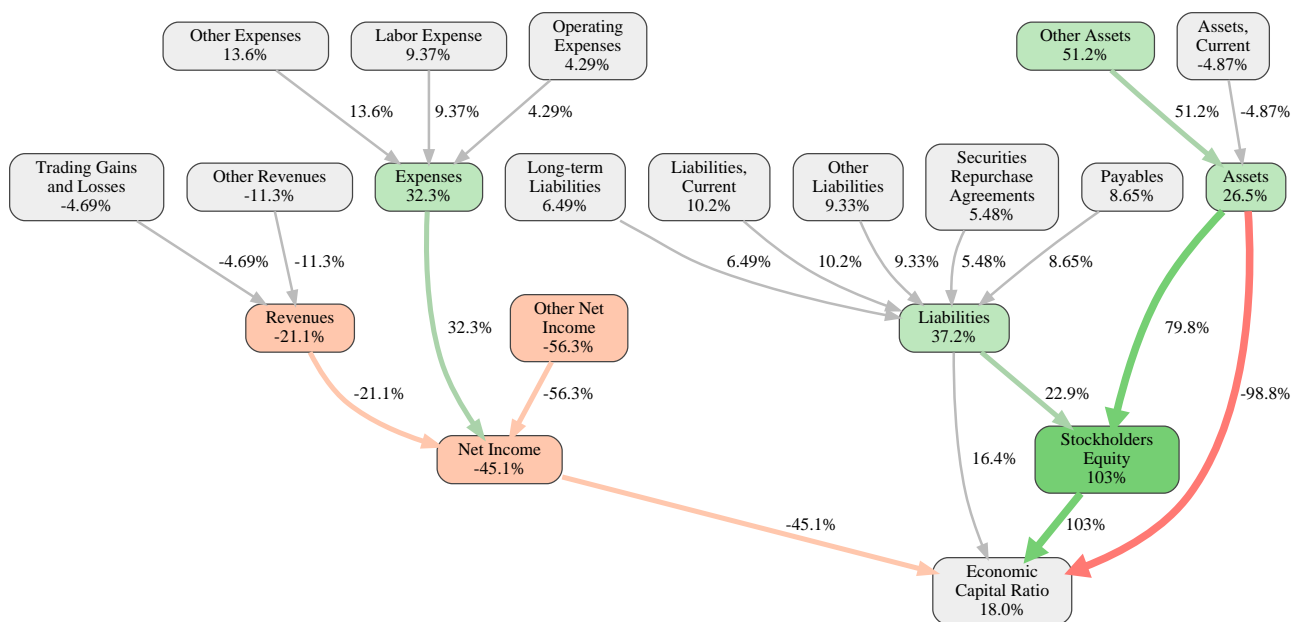 Other Expenses
13.6%
Labor Expense
9.37%
Operating
Expenses
4.29%
Other Assets
51.2%
Assets,
Current
-4.87%
13.6%
9.37%
4.29%
51.2%
-4.87%
Trading Gains
and Losses
-4.69%
Other Revenues
-11.3%
Expenses
32.3%
Long-term
Liabilities
6.49%
Liabilities,
Current
10.2%
Other
Liabilities
9.33%
Securities
Repurchase
Agreements
5.48%
Payables
8.65%
Assets
26.5%
-4.69%
-11.3%
6.49%
10.2%
9.33%
5.48%
8.65%
Revenues
-21.1%
32.3%
Other Net
Income
-56.3%
Liabilities
37.2%
79.8%
-21.1%
-56.3%
22.9%
-98.8%
Net Income
-45.1%
16.4%
Stockholders
Equity
103%
-45.1%
103%
Economic
Capital Ratio
18.0%